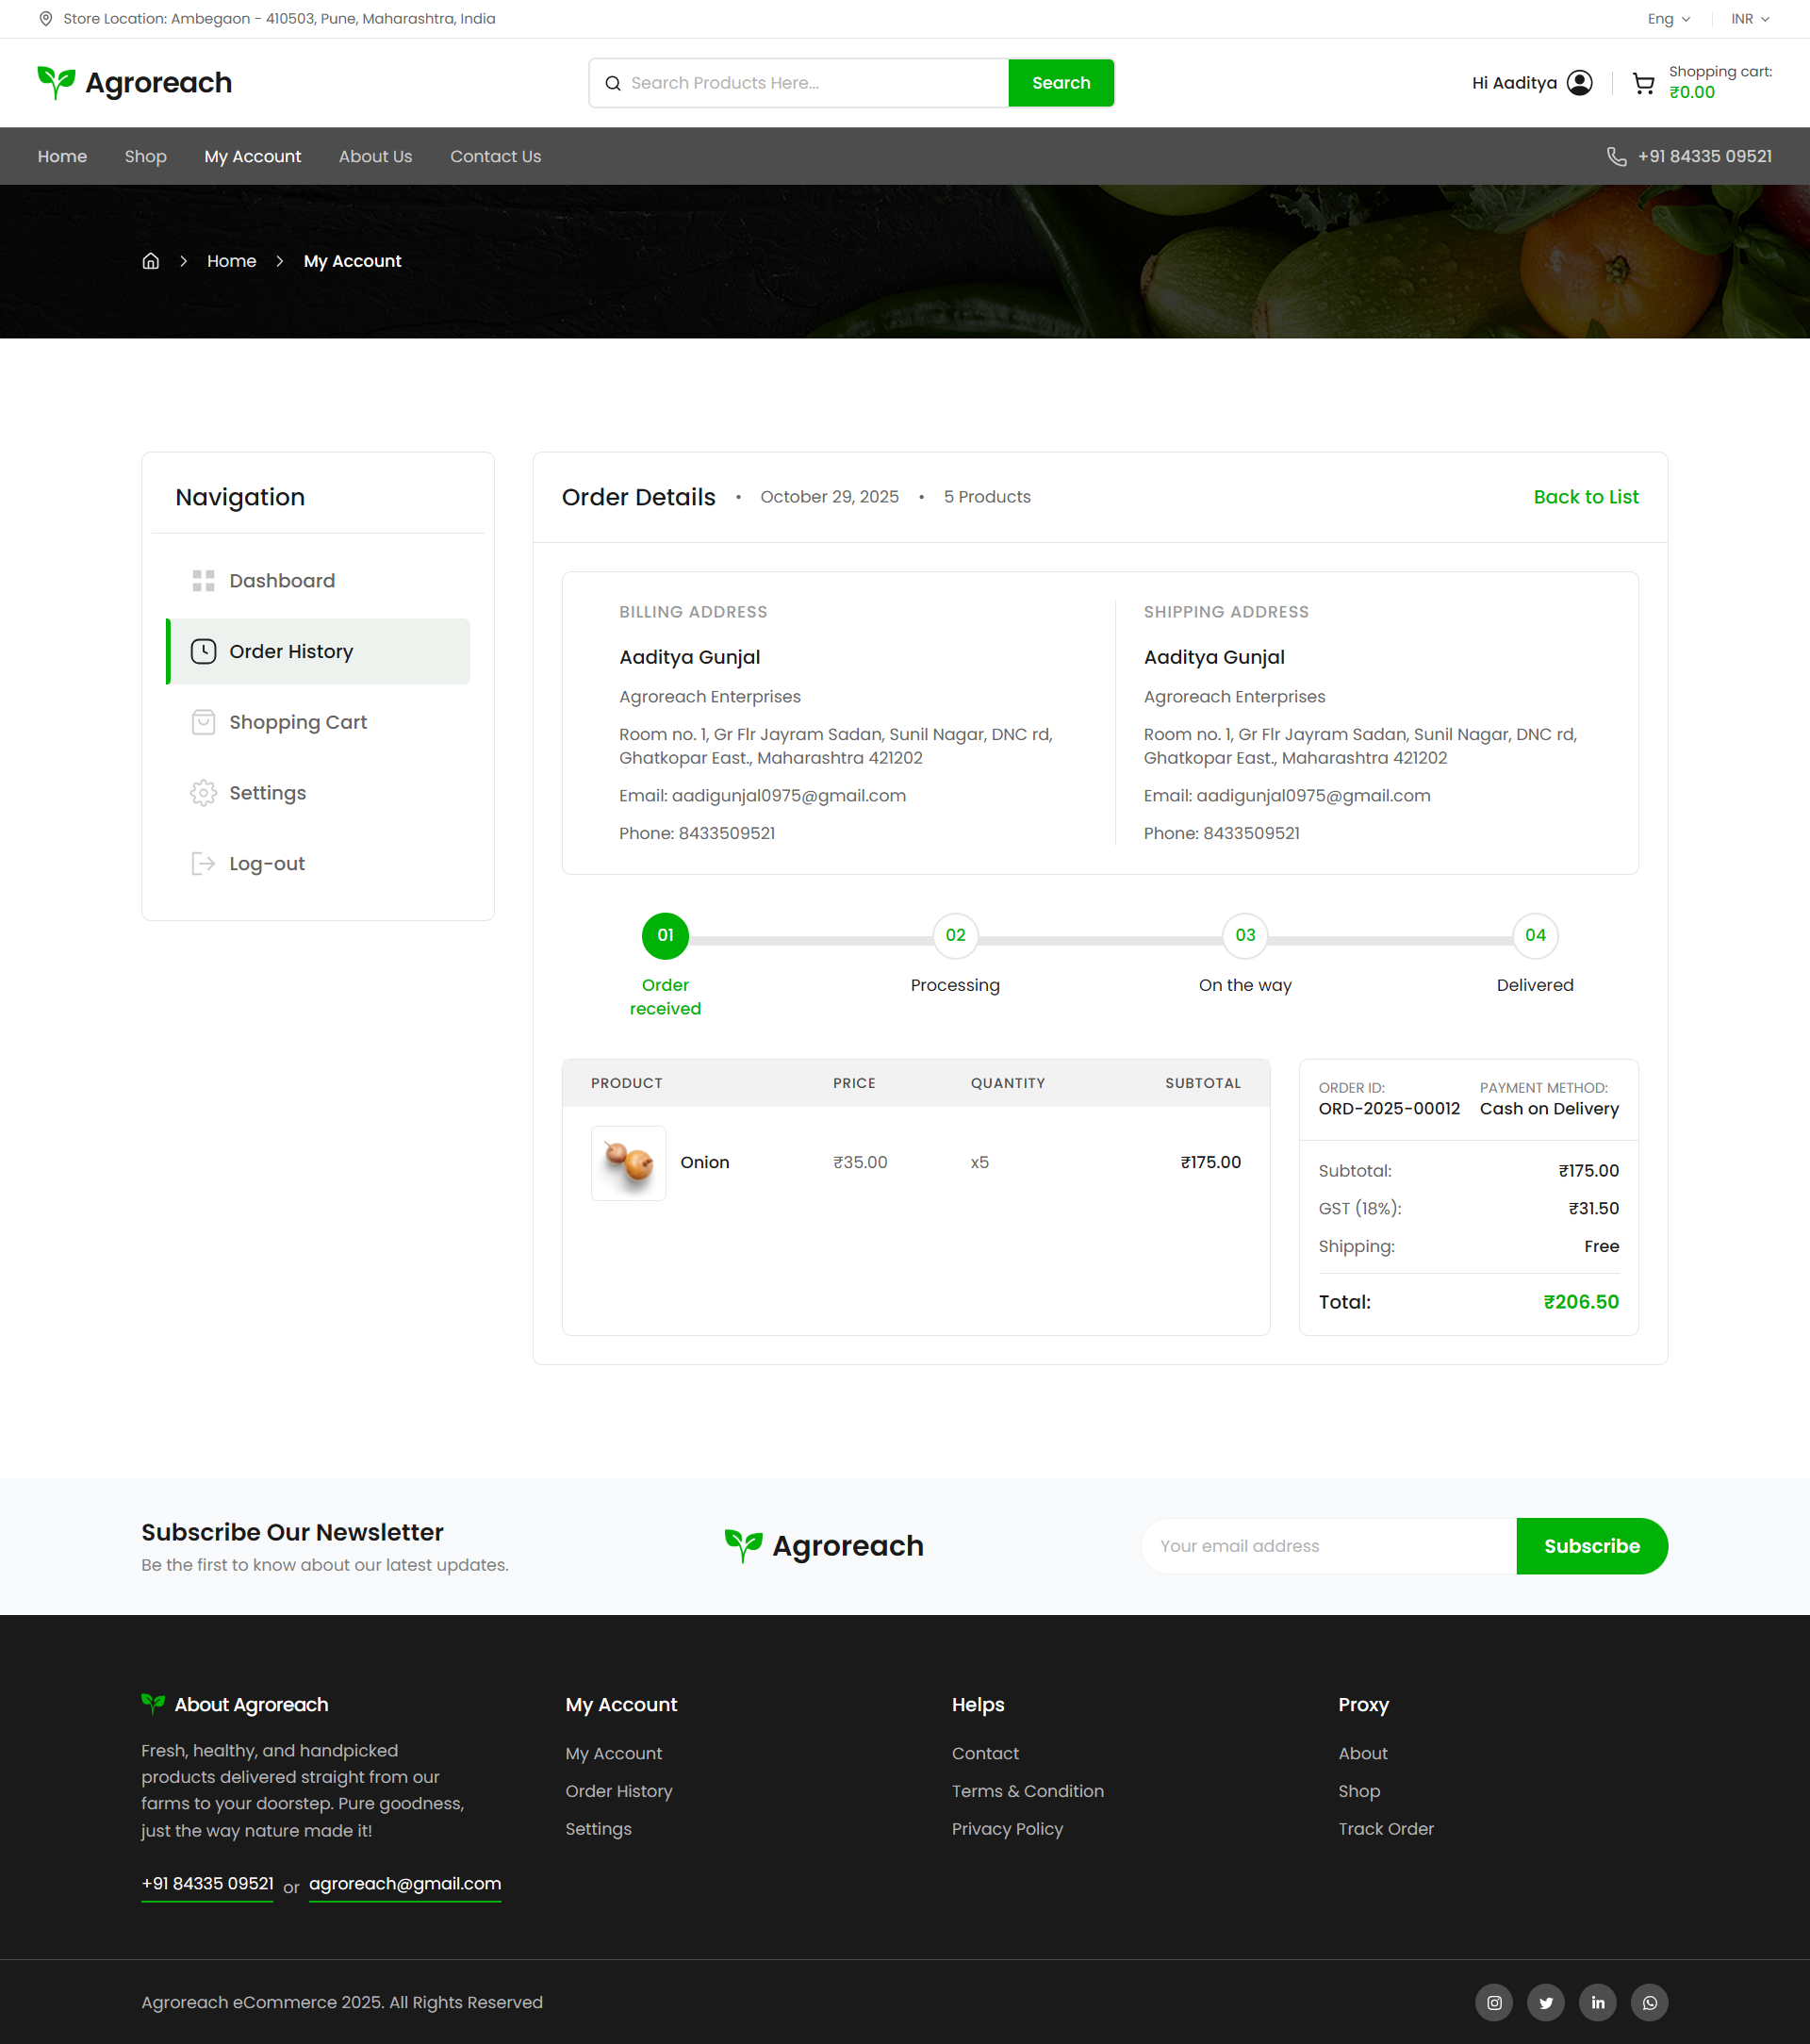 Store Location: Ambegaon - 410503, Pune, Maharashtra, India
Eng
INR
Agroreach
Search Products Here...
Search
Hi Aaditya
Shopping cart:
₹0.00
Home
Shop
My Account
About Us
Contact Us
+91 84335 09521
Home
My Account
Navigation
Dashboard
Order History
Shopping Cart
Settings
Log-out
Order Details • October 29, 2025 • 5 Products
Back to List
BILLING ADDRESS
Aaditya Gunjal
Agroreach Enterprises
Room no. 1, Gr Flr Jayram Sadan, Sunil Nagar, DNC rd,
Ghatkopar East., Maharashtra 421202
Email: aadigunjal0975@gmail.com
Phone: 8433509521
SHIPPING ADDRESS
Aaditya Gunjal
Agroreach Enterprises
Room no. 1, Gr Flr Jayram Sadan, Sunil Nagar, DNC rd,
Ghatkopar East., Maharashtra 421202
Email: aadigunjal0975@gmail.com
Phone: 8433509521
01
Order
received
02
Processing
03
On the way
04
Delivered
PRODUCT PRICE QUANTITY SUBTOTAL
Onion ₹35.00 x5 ₹175.00
ORDER ID:
ORD-2025-00012
PAYMENT METHOD:
Cash on Delivery
Subtotal: ₹175.00
GST (18%): ₹31.50
Shipping: Free
Total: ₹206.50
Subscribe Our Newsletter
Be the first to know about our latest updates.
Agroreach
Your email address
Subscribe
About Agroreach
Fresh, healthy, and handpicked
products delivered straight from our
farms to your doorstep. Pure goodness,
just the way nature made it!
+91 84335 09521 or agroreach@gmail.com
My Account
My Account
Order History
Settings
Helps
Contact
Terms & Condition
Privacy Policy
Proxy
About
Shop
Track Order
Agroreach eCommerce 2025. All Rights Reserved